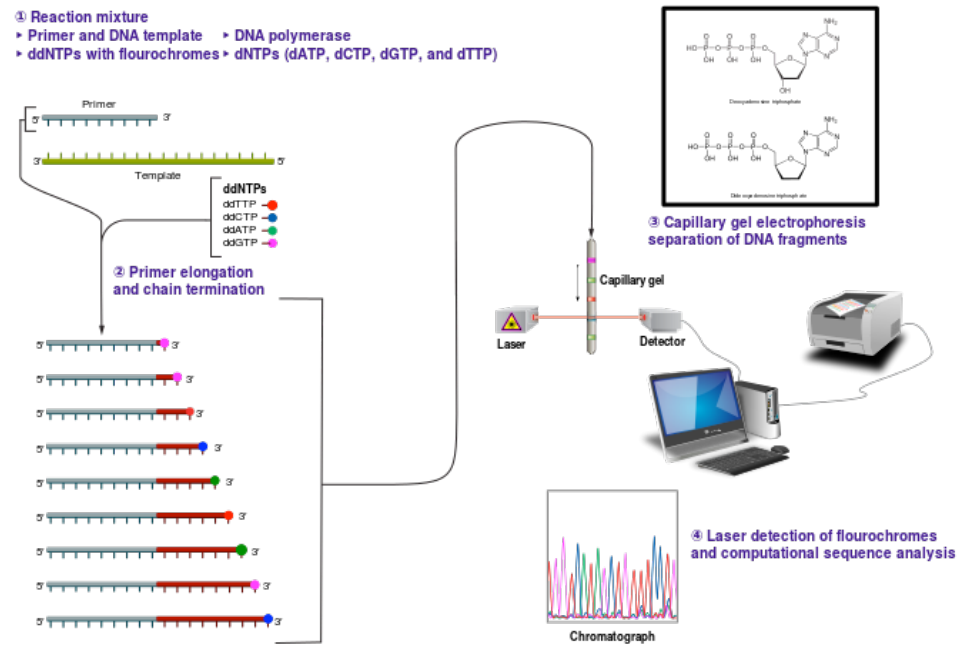 ① Reaction mixture
‣ Primer and DNA template ‣ DNA polymerase
‣ ddNTPs with flourochromes ‣ dNTPs (dATP, dCTP, dGTP, and dTTP)
Primer
5' 3'
3' 5'
Template
ddNTPs
ddTTP
ddCTP
ddATP
ddGTP
② Primer elongation
and chain termination
5' 3'
5' 3'
5' 3'
5' 3'
5' 3'
5' 3'
5' 3'
5' 3'
5' 3'
NH₂
N N
N N
O O O
HO P O P O P O O
OH OH OH
OH
triphosphate
NH₂
N N
N N
O O O
HO P O P O P O O
OH OH OH
triphosphate
③ Capillary gel electrophoresis
separation of DNA fragments
Capillary gel
Laser
Detector
④ Laser detection of flourochromes
and computational sequence analysis
Chromatograph